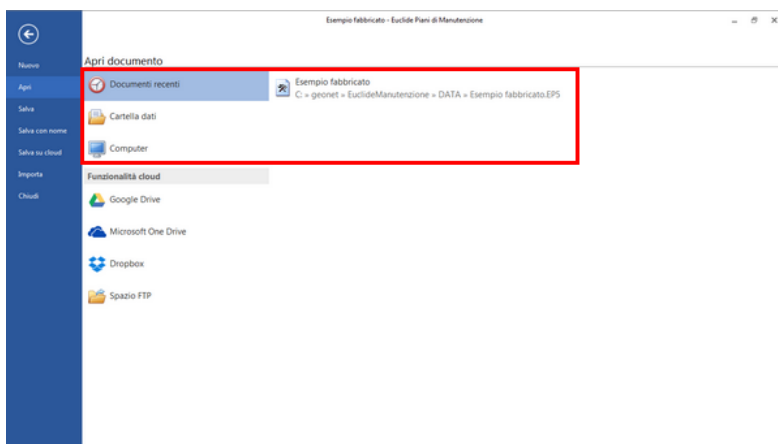 Esempio fabbricato - Euclide Piani di Manutenzione
Nuovo
Apri
Salva
Salva con nome
Salva su cloud
Importa
Chiudi
Apri documento
Documenti recenti
Cartella dati
Computer
Funzionalità cloud
Google Drive
Microsoft One Drive
Dropbox
Spazio FTP
Esempio fabbricato
C: » geonet » EuclideManutenzione » DATA » Esempio fabbricato.EP5